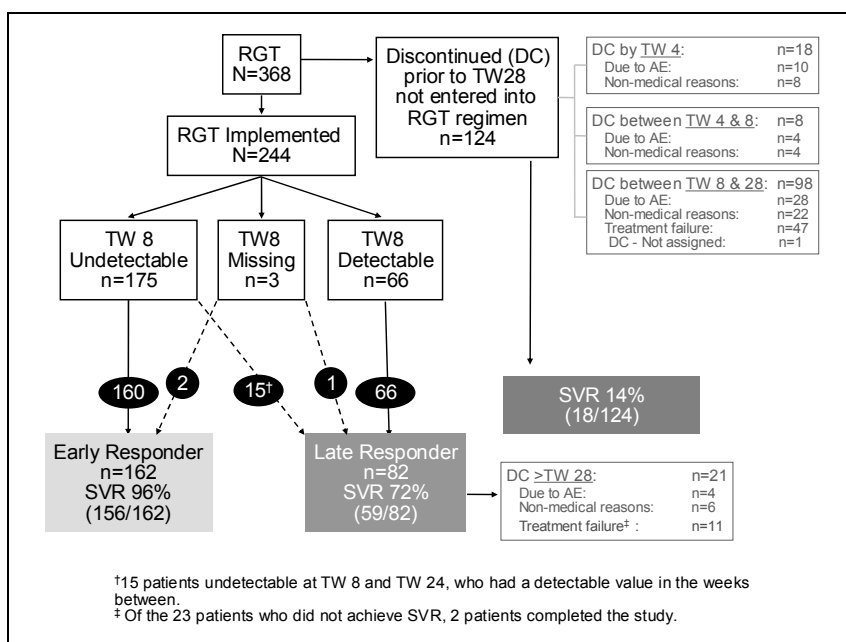 RGT
N=368
Discontinued (DC)
prior to TW28
not entered into
RGT regimen
n=124
DC by TW 4: n=18
Due to AE: n=10
Non-medical reasons: n=8
DC between TW 4 & 8: n=8
Due to AE: n=4
Non-medical reasons: n=4
DC between TW 8 & 28: n=98
Due to AE: n=28
Non-medical reasons: n=22
Treatment failure: n=47
DC - Not assigned: n=1
RGT Implemented
N=244
TW 8
Undetectable
n=175
TW8
Missing
n=3
TW8
Detectable
n=66
160
2
15†
1
66
SVR 14%
(18/124)
Early Responder
n=162
SVR 96%
(156/162)
Late Responder
n=82
SVR 72%
(59/82)
DC >TW 28: n=21
Due to AE: n=4
Non-medical reasons: n=6
Treatment failure‡ : n=11
†15 patients undetectable at TW 8 and TW 24, who had a detectable value in the weeks
between.
‡ Of the 23 patients who did not achieve SVR, 2 patients completed the study.